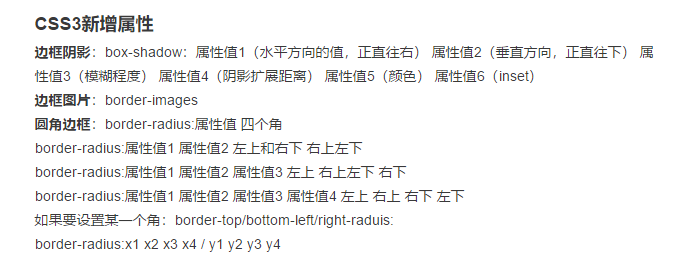 CSS3新增属性
边框阴影：box-shadow：属性值1（水平方向的值，正直往右） 属性值2（垂直方向，正直往下） 属
性值3（模糊程度） 属性值4（阴影扩展距离） 属性值5（颜色） 属性值6（inset）
边框图片：border-images
圆角边框：border-radius:属性值 四个角
border-radius:属性值1 属性值2 左上和右下 右上左下
border-radius:属性值1 属性值2 属性值3 左上 右上左下 右下
border-radius:属性值1 属性值2 属性值3 属性值4 左上 右上 右下 左下
如果要设置某一个角：border-top/bottom-left/right-raduis:
border-radius:x1 x2 x3 x4 / y1 y2 y3 y4